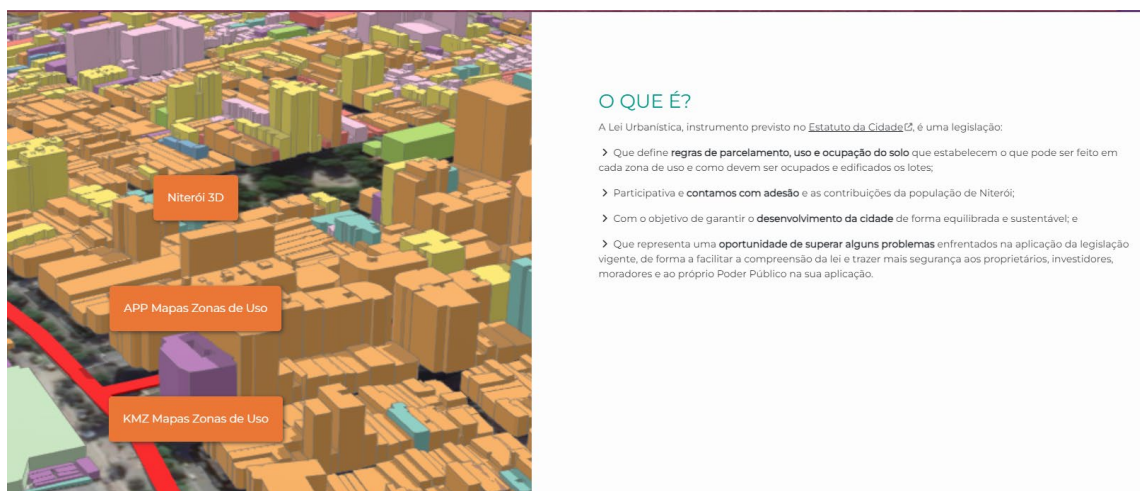 Niterói 3D
APP Mapas Zonas de Uso
KMZ Mapas Zonas de Uso
O QUE É?
A Lei Urbanística, instrumento previsto no Estatuto da Cidade, é uma legislação:
> Que define regras de parcelamento, uso e ocupação do solo que estabelecem o que pode ser feito em
cada zona de uso e como devem ser ocupados e edificados os lotes;
> Participativa e contamos com adesão e as contribuições da população de Niterói;
> Com o objetivo de garantir o desenvolvimento da cidade de forma equilibrada e sustentável; e
> Que representa uma oportunidade de superar alguns problemas enfrentados na aplicação da legislação
vigente, de forma a facilitar a compreensão da lei e trazer mais segurança aos proprietários, investidores,
moradores e ao próprio Poder Público na sua aplicação.